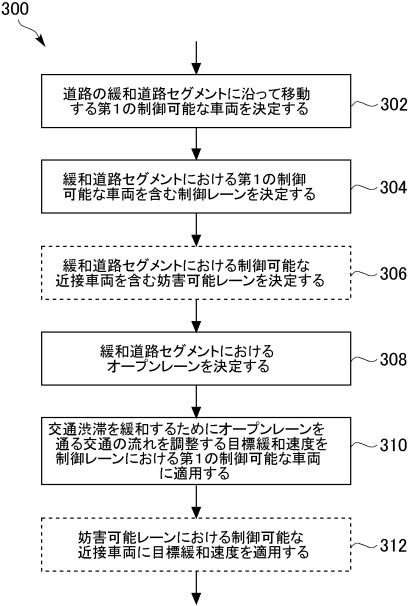 300
道路の緩和道路セグメントに沿って移動
する第1の制御可能な車両を決定する
302
緩和道路セグメントにおける第1の制御
可能な車両を含む制御レーンを決定する
304
緩和道路セグメントにおける制御可能な
近接車両を含む妨害可能レーンを決定する
306
緩和道路セグメントにおける
オープンレーンを決定する
308
交通渋滞を緩和するためにオープンレーンを
通る交通の流れを調整する目標緩和速度を
制御レーンにおける第1の制御可能な車両
に適用する
310
妨害可能レーンにおける制御可能な
近接車両に目標緩和速度を適用する
312